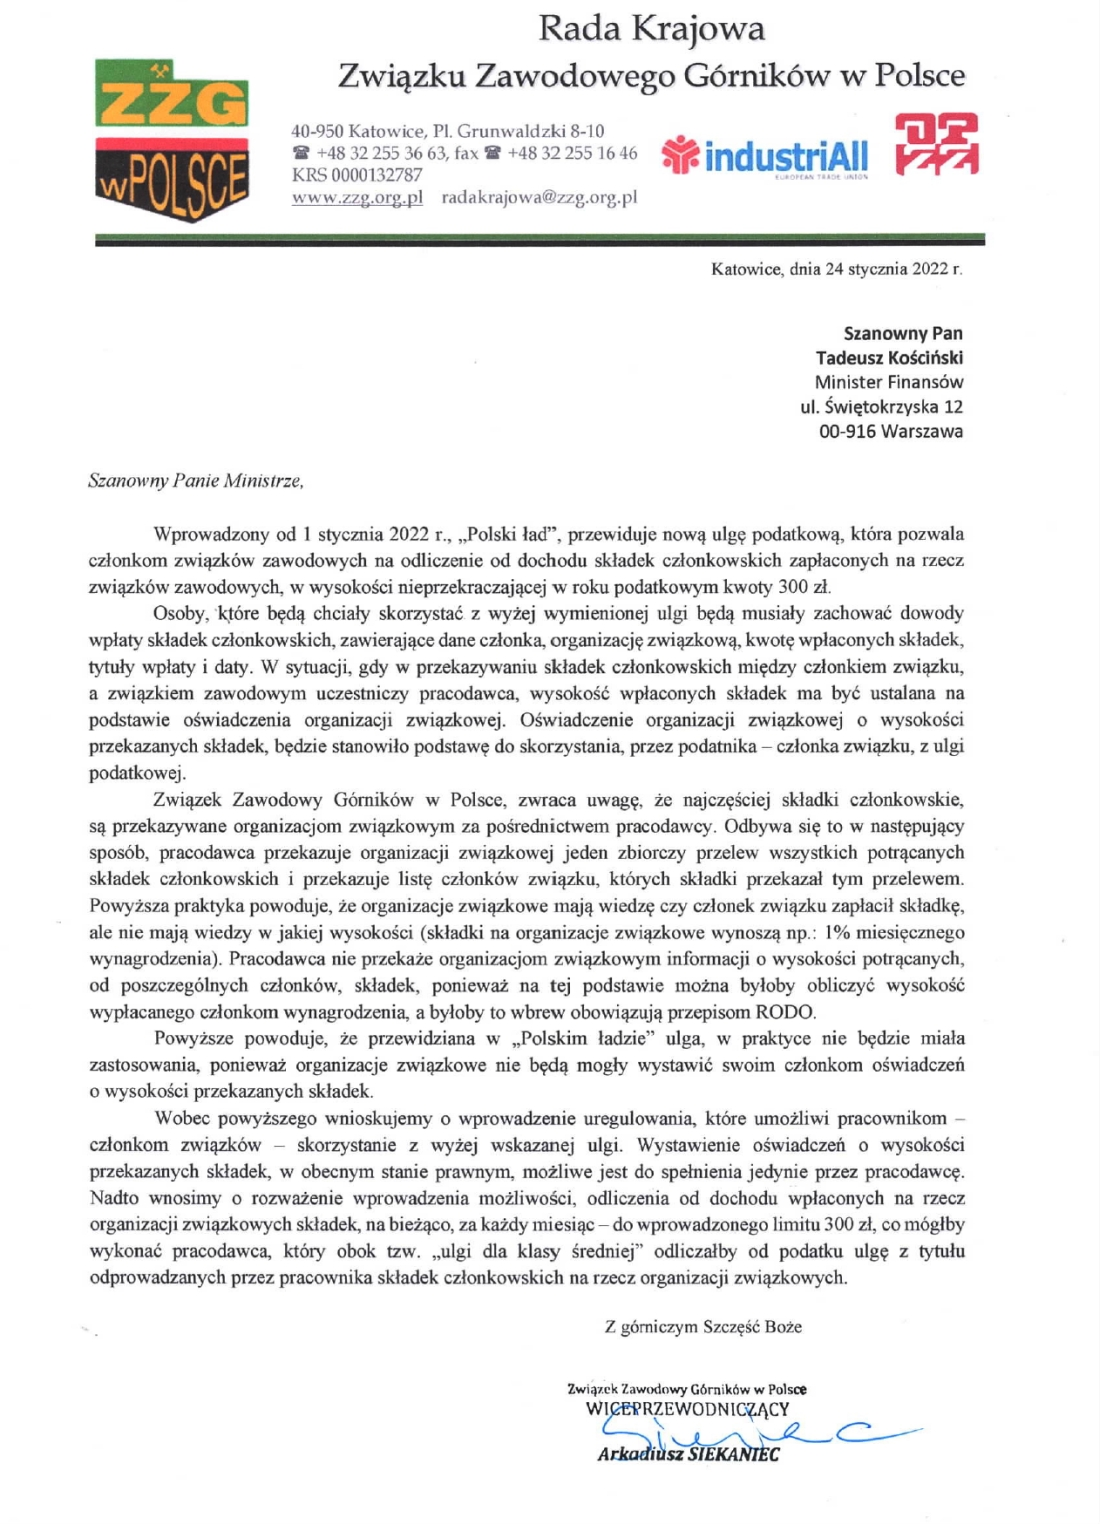 Rada Krajowa
Związku Zawodowego Górników w Polsce
ZZG
w POLSCE
40-950 Katowice, Pl. Grunwaldzki 8-10
☎ +48 32 255 36 63, fax ☎ +48 32 255 16 46
KRS 0000132787
www.zzg.org.pl radakrajowa@zzg.org.pl
industriAll
EUROPEAN TRADE UNION
OPZZ
Katowice, dnia 24 stycznia 2022 r.
Szanowny Pan
Tadeusz Kościński
Minister Finansów
ul. Świętokrzyska 12
00-916 Warszawa
Szanowny Panie Ministrze,
Wprowadzony od 1 stycznia 2022 r., „Polski ład”, przewiduje nową ulgę podatkową, która pozwala
członkom związków zawodowych na odliczenie od dochodu składek członkowskich zapłaconych na rzecz
związków zawodowych, w wysokości nieprzekraczającej w roku podatkowym kwoty 300 zł.
Osoby, które będą chciały skorzystać z wyżej wymienionej ulgi będą musiały zachować dowody
wpłaty składek członkowskich, zawierające dane członka, organizację związkową, kwotę wpłaconych składek,
tytuły wpłaty i daty. W sytuacji, gdy w przekazywaniu składek członkowskich między członkiem związku,
a związkiem zawodowym uczestniczy pracodawca, wysokość wpłaconych składek ma być ustalana na
podstawie oświadczenia organizacji związkowej. Oświadczenie organizacji związkowej o wysokości
przekazanych składek, będzie stanowiło podstawę do skorzystania, przez podatnika – członka związku, z ulgi
podatkowej.
Związek Zawodowy Górników w Polsce, zwraca uwagę, że najczęściej składki członkowskie,
są przekazywane organizacjom związkowym za pośrednictwem pracodawcy. Odbywa się to w następujący
sposób, pracodawca przekazuje organizacji związkowej jeden zbiorczy przelew wszystkich potrącanych
składek członkowskich i przekazuje listę członków związku, których składki przekazał tym przelewem.
Powyższa praktyka powoduje, że organizacje związkowe mają wiedzę czy członek związku zapłacił składkę,
ale nie mają wiedzy w jakiej wysokości (składki na organizacje związkowe wynoszą np.: 1% miesięcznego
wynagrodzenia). Pracodawca nie przekaże organizacjom związkowym informacji o wysokości potrącanych,
od poszczególnych członków, składek, ponieważ na tej podstawie można byłoby obliczyć wysokość
wypłacanego członkom wynagrodzenia, a byłoby to wbrew obowiązują przepisom RODO.
Powyższe powoduje, że przewidziana w „Polskim ładzie” ulga, w praktyce nie będzie miała
zastosowania, ponieważ organizacje związkowe nie będą mogły wystawić swoim członkom oświadczeń
o wysokości przekazanych składek.
Wobec powyższego wnioskujemy o wprowadzenie uregulowania, które umożliwi pracownikom –
członkom związków – skorzystanie z wyżej wskazanej ulgi. Wystawienie oświadczeń o wysokości
przekazanych składek, w obecnym stanie prawnym, możliwe jest do spełnienia jedynie przez pracodawcę.
Nadto wnosimy o rozważenie wprowadzenia możliwości, odliczenia od dochodu wpłaconych na rzecz
organizacji związkowych składek, na bieżąco, za każdy miesiąc – do wprowadzonego limitu 300 zł, co mógłby
wykonać pracodawca, który obok tzw. „ulgi dla klasy średniej” odliczałby od podatku ulgę z tytułu
odprowadzanych przez pracownika składek członkowskich na rzecz organizacji związkowych.
Z górniczym Szczęść Boże
Związek Zawodowy Górników w Polsce
WICEPRZEWODNICZĄCY
Arkadiusz SIEKANIEC